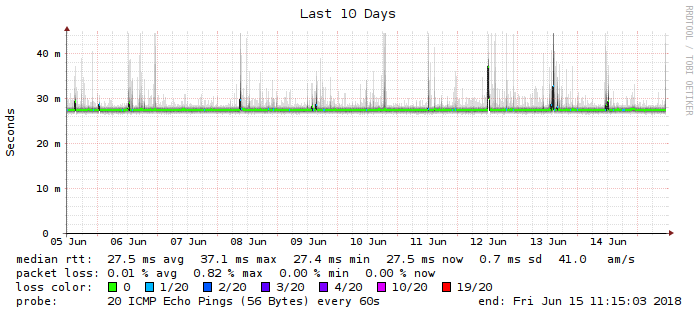 Last 10 Days
RRDTOOL / TOBI OETIKER
Seconds
40 m
30 m
20 m
10 m
0
05 Jun 06 Jun 07 Jun 08 Jun 09 Jun 10 Jun 11 Jun 12 Jun 13 Jun 14 Jun
median rtt: 27.5 ms avg 37.1 ms max 27.4 ms min 27.5 ms now 0.7 ms sd 41.0 am/s
packet loss: 0.01 % avg 0.82 % max 0.00 % min 0.00 % now
loss color: 0 1/20 2/20 3/20 4/20 10/20 19/20
probe: 20 ICMP Echo Pings (56 Bytes) every 60s end: Fri Jun 15 11:15:03 2018